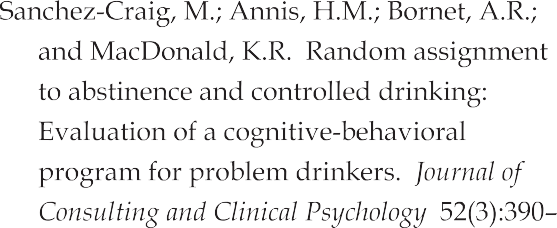 Sanchez-Craig, M.; Annis, H.M.; Bornet, A.R.;
and MacDonald, K.R.  Random assignment
to abstinence and controlled drinking:
Evaluation of a cognitive-behavioral
program for problem drinkers.  Journal of
Consulting and Clinical Psychology  52(3):390–